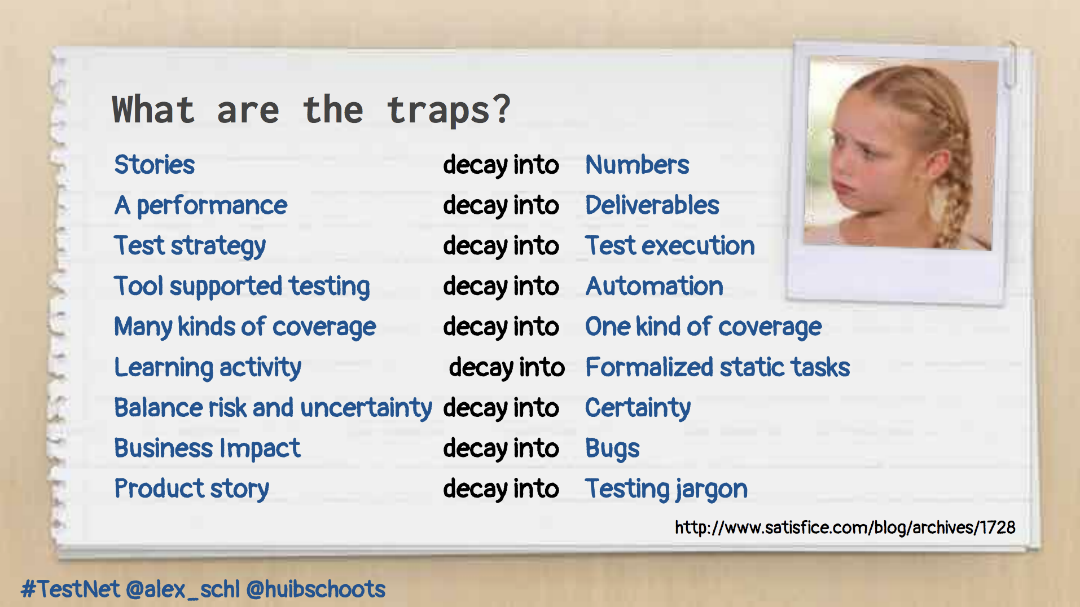 What are the traps?
Stories decay into Numbers
A performance decay into Deliverables
Test strategy decay into Test execution
Tool supported testing decay into Automation
Many kinds of coverage decay into One kind of coverage
Learning activity decay into Formalized static tasks
Balance risk and uncertainty decay into Certainty
Business Impact decay into Bugs
Product story decay into Testing jargon
http://www.satisfice.com/blog/archives/1728
#TestNet @alex_schl @huibschoots